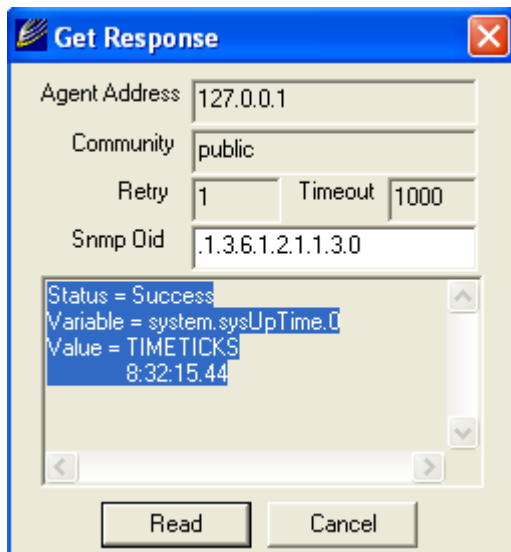 Get Response
Agent Address 127.0.0.1
Community public
Retry 1 Timeout 1000
Snmp Oid .1.3.6.1.2.1.1.3.0
Status = Success
Variable = system.sysUpTime.0
Value = TIMETICKS
8:32:15.44
Read Cancel